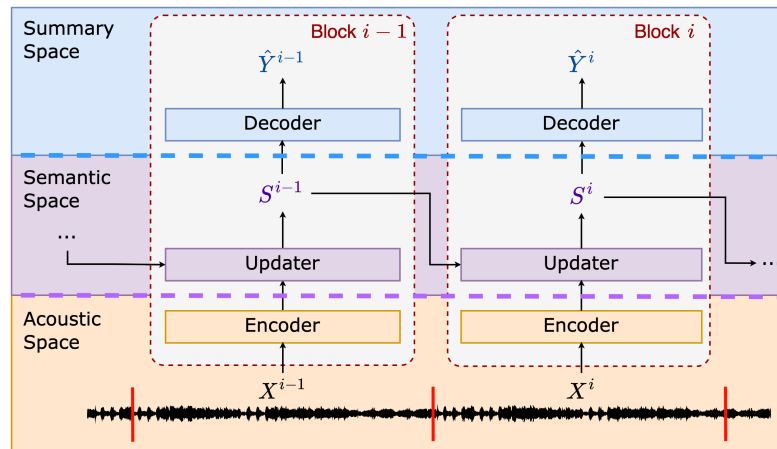 Summary
Space
Block i − 1
Block i
Ŷ^{i−1}
Ŷ^{i}
Decoder
Decoder
Semantic
Space
S^{i−1}
S^{i}
...
Updater
Updater
..
Acoustic
Space
Encoder
Encoder
X^{i−1}
X^{i}